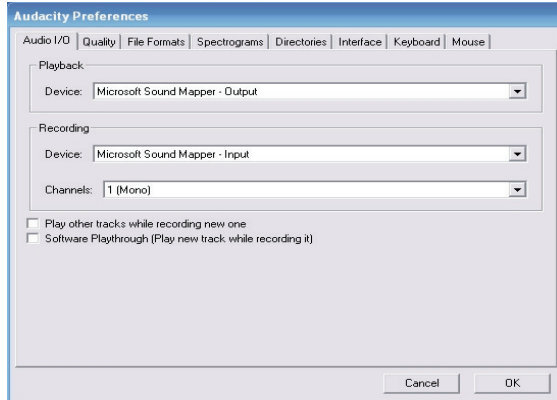 Audacity Preferences
Audio I/O Quality File Formats Spectrograms Directories Interface Keyboard Mouse
Playback
Device: Microsoft Sound Mapper - Output
Recording
Device: Microsoft Sound Mapper - Input
Channels: 1 (Mono)
Play other tracks while recording new one
Software Playthrough (Play new track while recording it)
Cancel OK